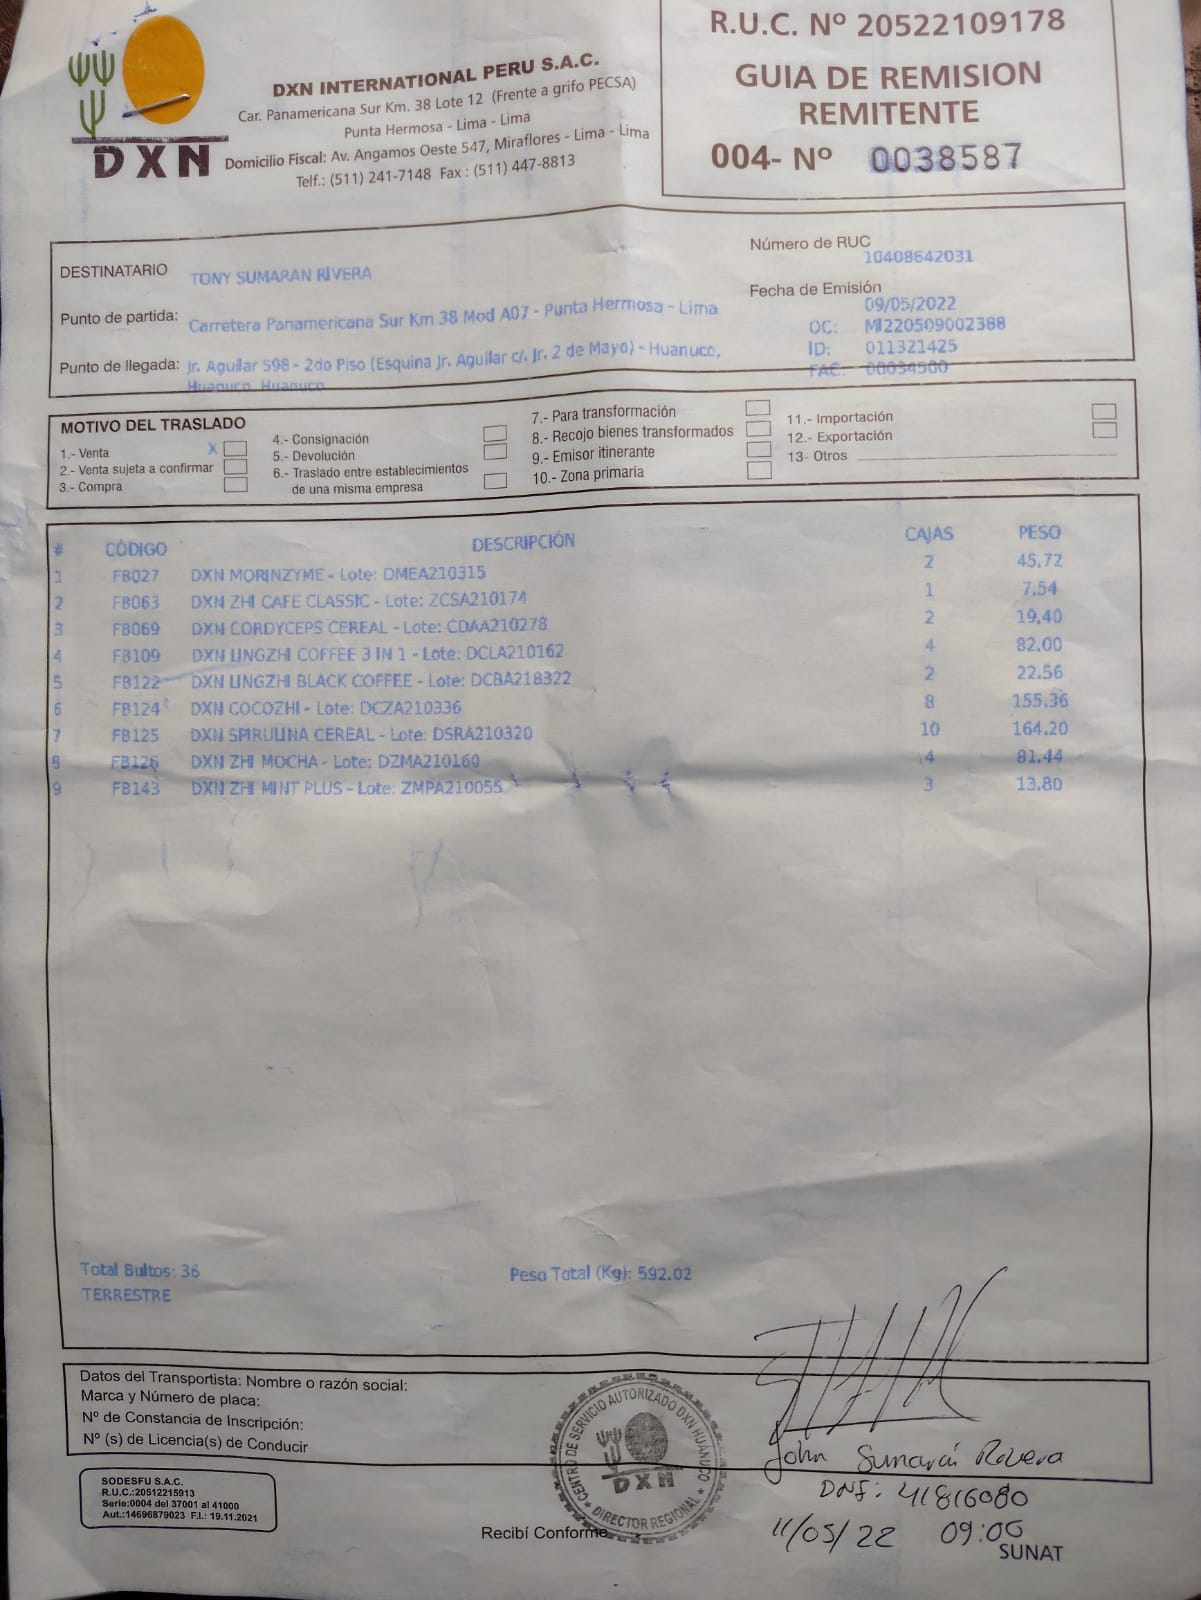 R.U.C. Nº 20522109178
GUIA DE REMISION
REMITENTE
004- Nº 0038587
DXN
DXN INTERNATIONAL PERU S.A.C.
Car. Panamericana Sur Km. 38 Lote 12 (Frente a grifo PECSA)
Punta Hermosa - Lima - Lima
Domicilio Fiscal: Av. Angamos Oeste 547, Miraflores - Lima - Lima
Telf.: (511) 241-7148 Fax : (511) 447-8813
DESTINATARIO TONY SUMARAN RIVERA
Número de RUC
10408642031
Punto de partida: Carretera Panamericana Sur Km 38 Mod A07 - Punta Hermosa - Lima
Fecha de Emisión
09/05/2022
OC: MI220509002388
Punto de llegada: Jr. Aguilar 598 - 2do Piso (Esquina Jr. Aguilar c/. Jr. 2 de Mayo) - Huanuco,
Huanuco, Huanuco
ID: 011321425
FAC: 00034500
MOTIVO DEL TRASLADO
1.- Venta X
2.- Venta sujeta a confirmar
3.- Compra
4.- Consignación
5.- Devolución
6.- Traslado entre establecimientos
de una misma empresa
7.- Para transformación
8.- Recojo bienes transformados
9.- Emisor itinerante
10.- Zona primaria
11.- Importación
12.- Exportación
13- Otros
# CÓDIGO DESCRIPCIÓN CAJAS PESO
1 FB027 DXN MORINZYME - Lote: DMEA210315 2 45.72
2 FB063 DXN ZHI CAFE CLASSIC - Lote: ZCSA210174 1 7.54
3 FB069 DXN CORDYCEPS CEREAL - Lote: CDAA210278 2 19.40
4 FB109 DXN LINGZHI COFFEE 3 IN 1 - Lote: DCLA210162 4 82.00
5 FB122 DXN LINGZHI BLACK COFFEE - Lote: DCBA218322 2 22.56
6 FB124 DXN COCOZHI - Lote: DCZA210336 8 155.36
7 FB125 DXN SPIRULINA CEREAL - Lote: DSRA210320 10 164.20
8 FB126 DXN ZHI MOCHA - Lote: DZMA210160 4 81.44
9 FB143 DXN ZHI MINT PLUS - Lote: ZMPA210055 3 13.80
Total Bultos: 36 Peso Total (Kg): 592.02
TERRESTRE
Datos del Transportista: Nombre o razón social:
Marca y Número de placa:
Nº de Constancia de Inscripción:
Nº (s) de Licencia(s) de Conducir
CENTRO DE SERVICIO AUTORIZADO DXN HUÁNUCO
DXN
DIRECTOR REGIONAL
John Sumarán Rivera
DNI: 41816080
11/05/22 09:00
SODESFU S.A.C.
R.U.C.:20512215913
Serie:0004 del 37001 al 41000
Aut.:14696879023 F.I.: 19.11.2021
Recibí Conforme
SUNAT